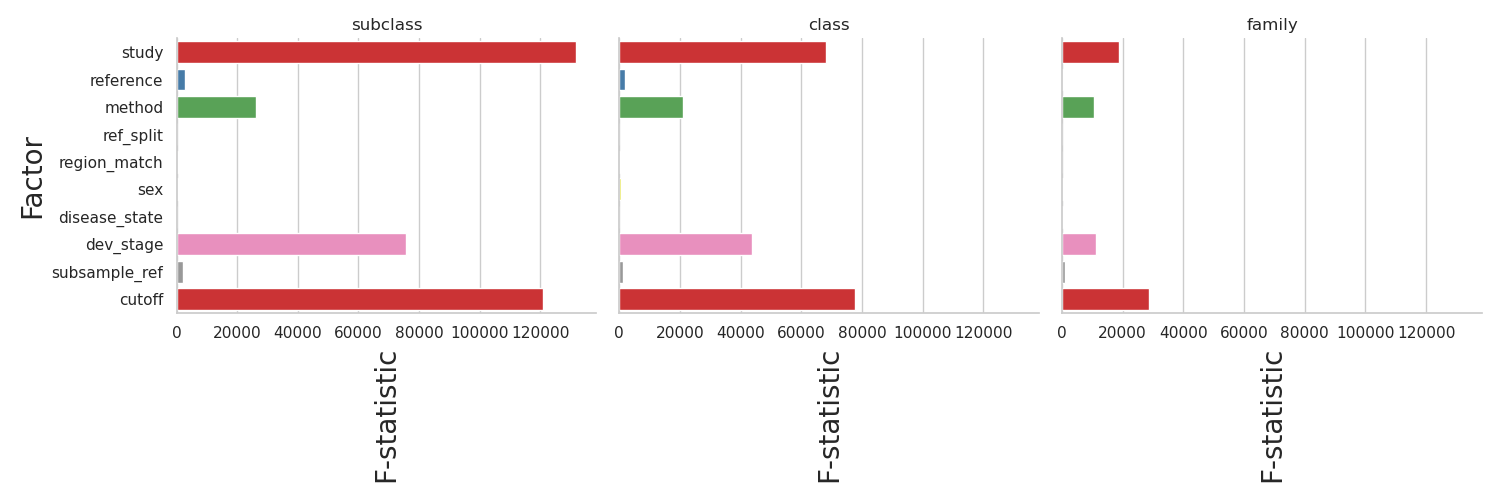 subclass
class
family
Factor
study
reference
method
ref_split
region_match
sex
disease_state
dev_stage
subsample_ref
cutoff
0 20000 40000 60000 80000 100000 120000
0 20000 40000 60000 80000 100000 120000
0 20000 40000 60000 80000 100000 120000
F-statistic
F-statistic
F-statistic